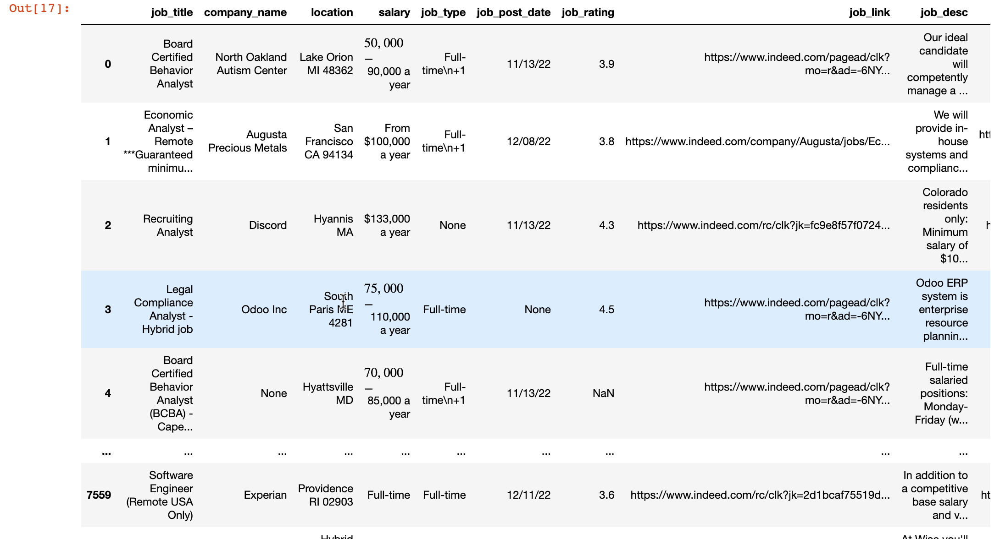 Out[17]:
job_title company_name location salary job_type job_post_date job_rating job_link job_desc
0 Board Certified Behavior Analyst North Oakland Autism Center Lake Orion MI 48362 50,000 – 90,000 a year Full-time\n+1 11/13/22 3.9 https://www.indeed.com/pagead/clk?mo=r&ad=-6NY... Our ideal candidate will competently manage a ...
1 Economic Analyst – Remote ***Guaranteed minimu... Augusta Precious Metals San Francisco CA 94134 From $100,000 a year Full-time\n+1 12/08/22 3.8 https://www.indeed.com/company/Augusta/jobs/Ec... We will provide in-house systems and complianc... htt
2 Recruiting Analyst Discord Hyannis MA $133,000 a year None 11/13/22 4.3 https://www.indeed.com/rc/clk?jk=fc9e8f57f0724... Colorado residents only: Minimum salary of $10... h
3 Legal Compliance Analyst - Hybrid job Odoo Inc South Paris ME 4281 75,000 – 110,000 a year Full-time None 4.5 https://www.indeed.com/pagead/clk?mo=r&ad=-6NY... Odoo ERP system is enterprise resource plannin...
4 Board Certified Behavior Analyst (BCBA) - Cape... None Hyattsville MD 70,000 – 85,000 a year Full-time\n+1 11/13/22 NaN https://www.indeed.com/pagead/clk?mo=r&ad=-6NY... Full-time salaried positions: Monday-Friday (w...
... ... ... ... ... ... ... ... ... ...
7559 Software Engineer (Remote USA Only) Experian Providence RI 02903 Full-time Full-time 12/11/22 3.6 https://www.indeed.com/rc/clk?jk=2d1bcaf75519d... In addition to a competitive base salary and v... ht
Hybrid At Wise you'll